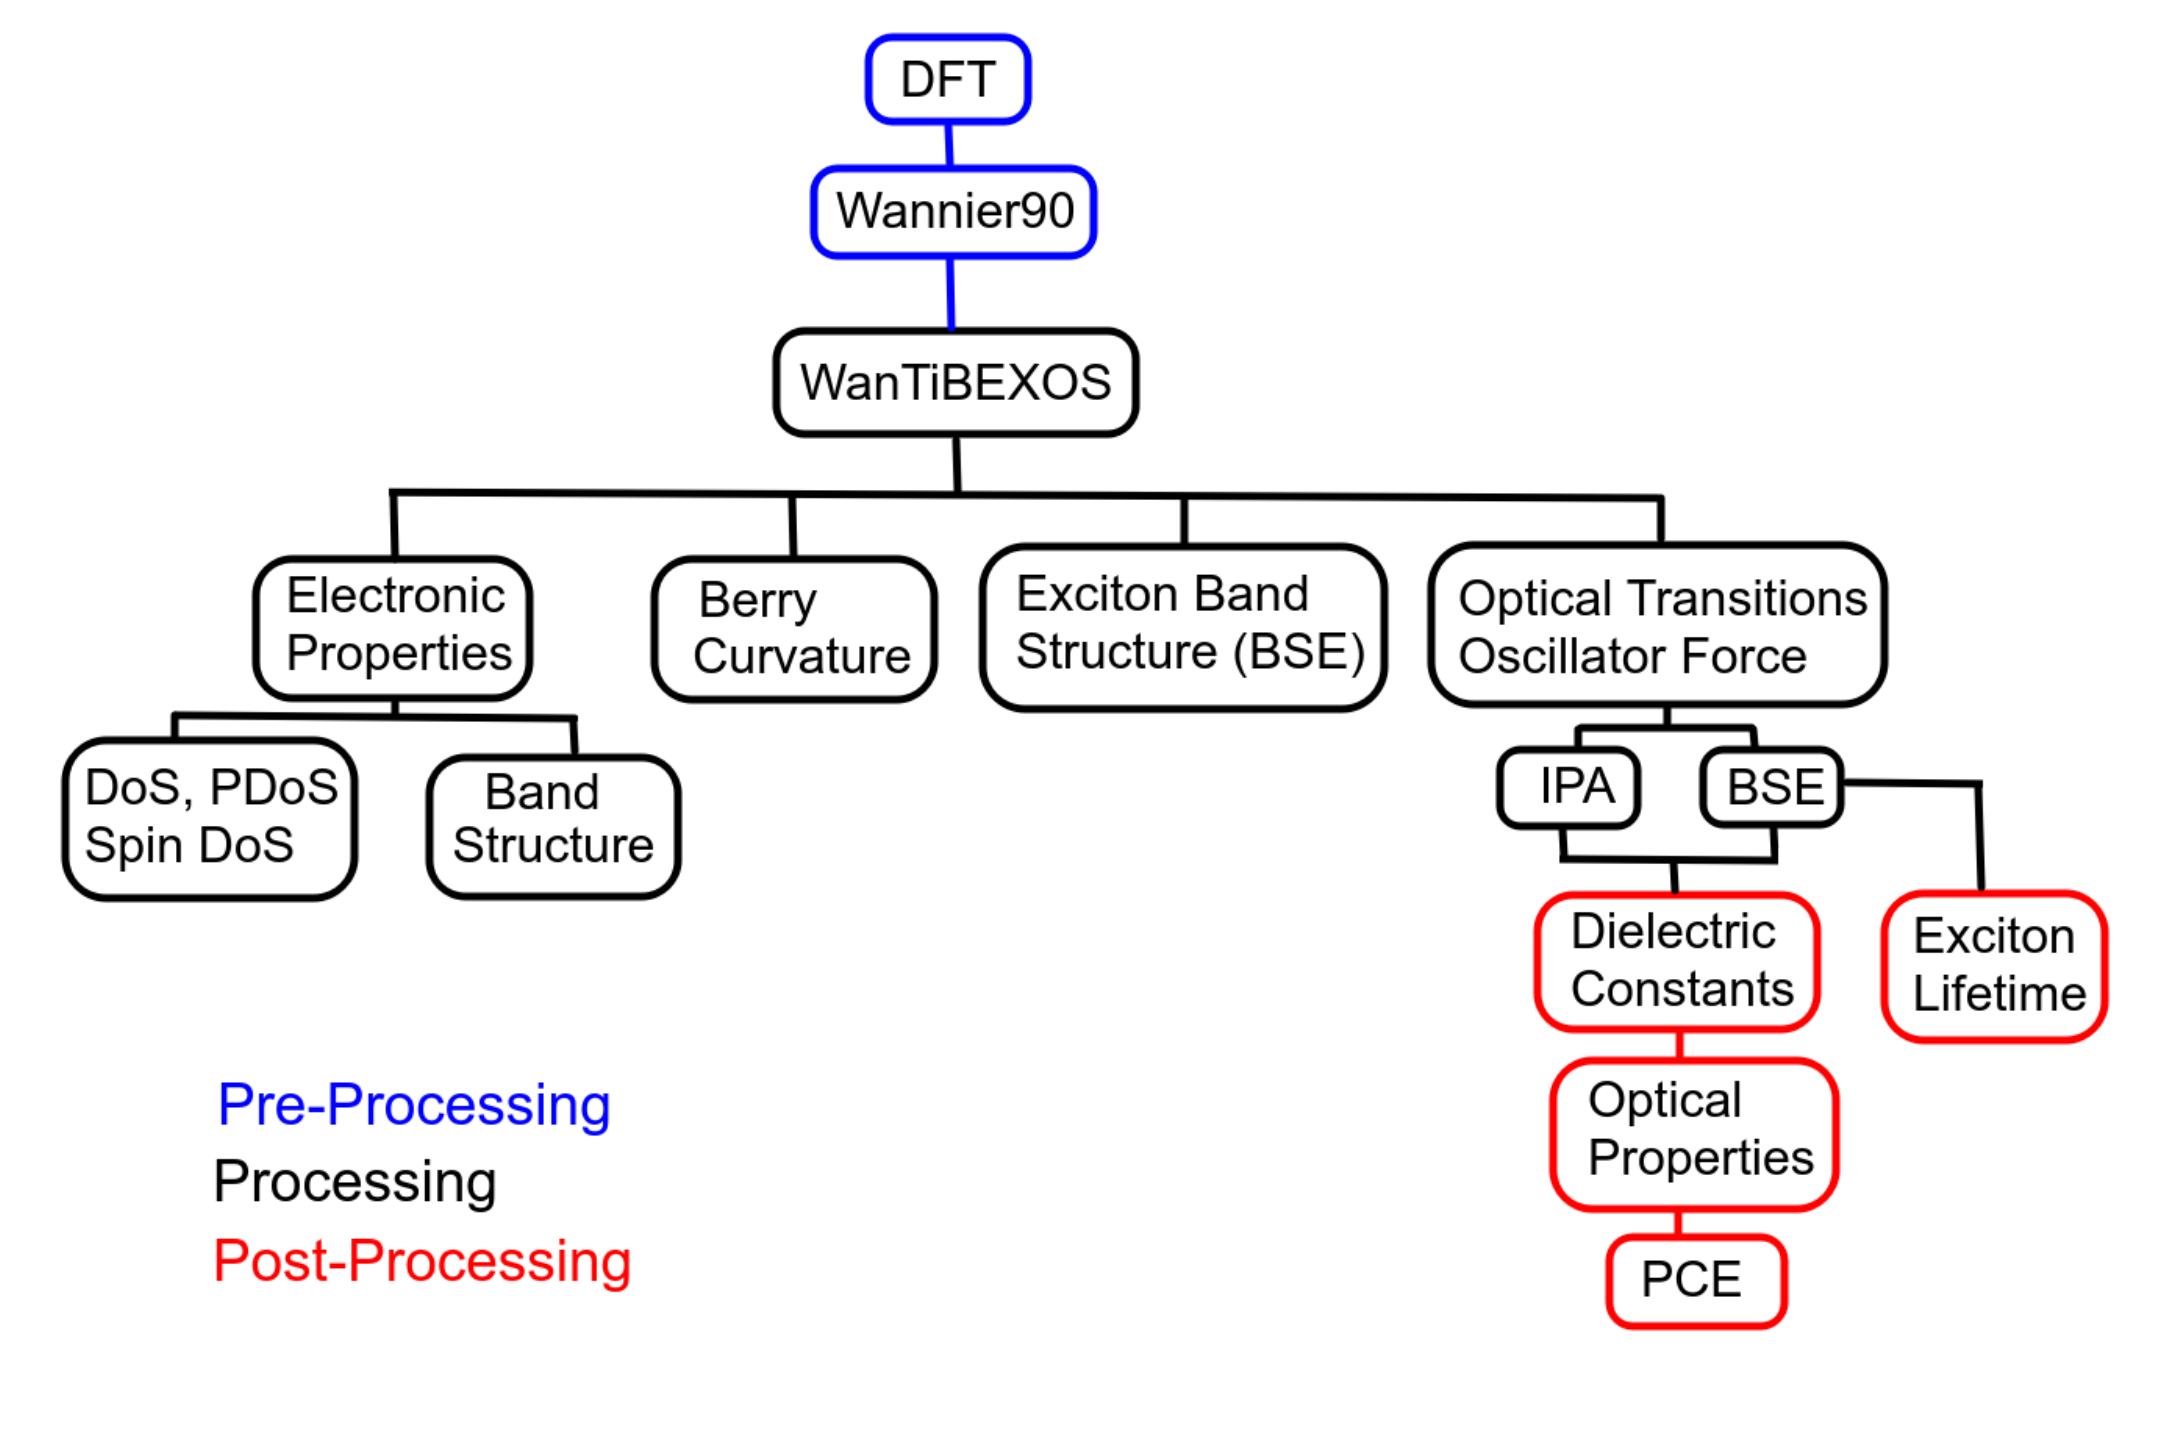 DFT
Wannier90
WanTiBEXOS
Electronic
Properties
Berry
Curvature
Exciton Band
Structure (BSE)
Optical Transitions
Oscillator Force
DoS, PDoS
Spin DoS
Band
Structure
IPA
BSE
Dielectric
Constants
Exciton
Lifetime
Optical
Properties
PCE
Pre-Processing
Processing
Post-Processing